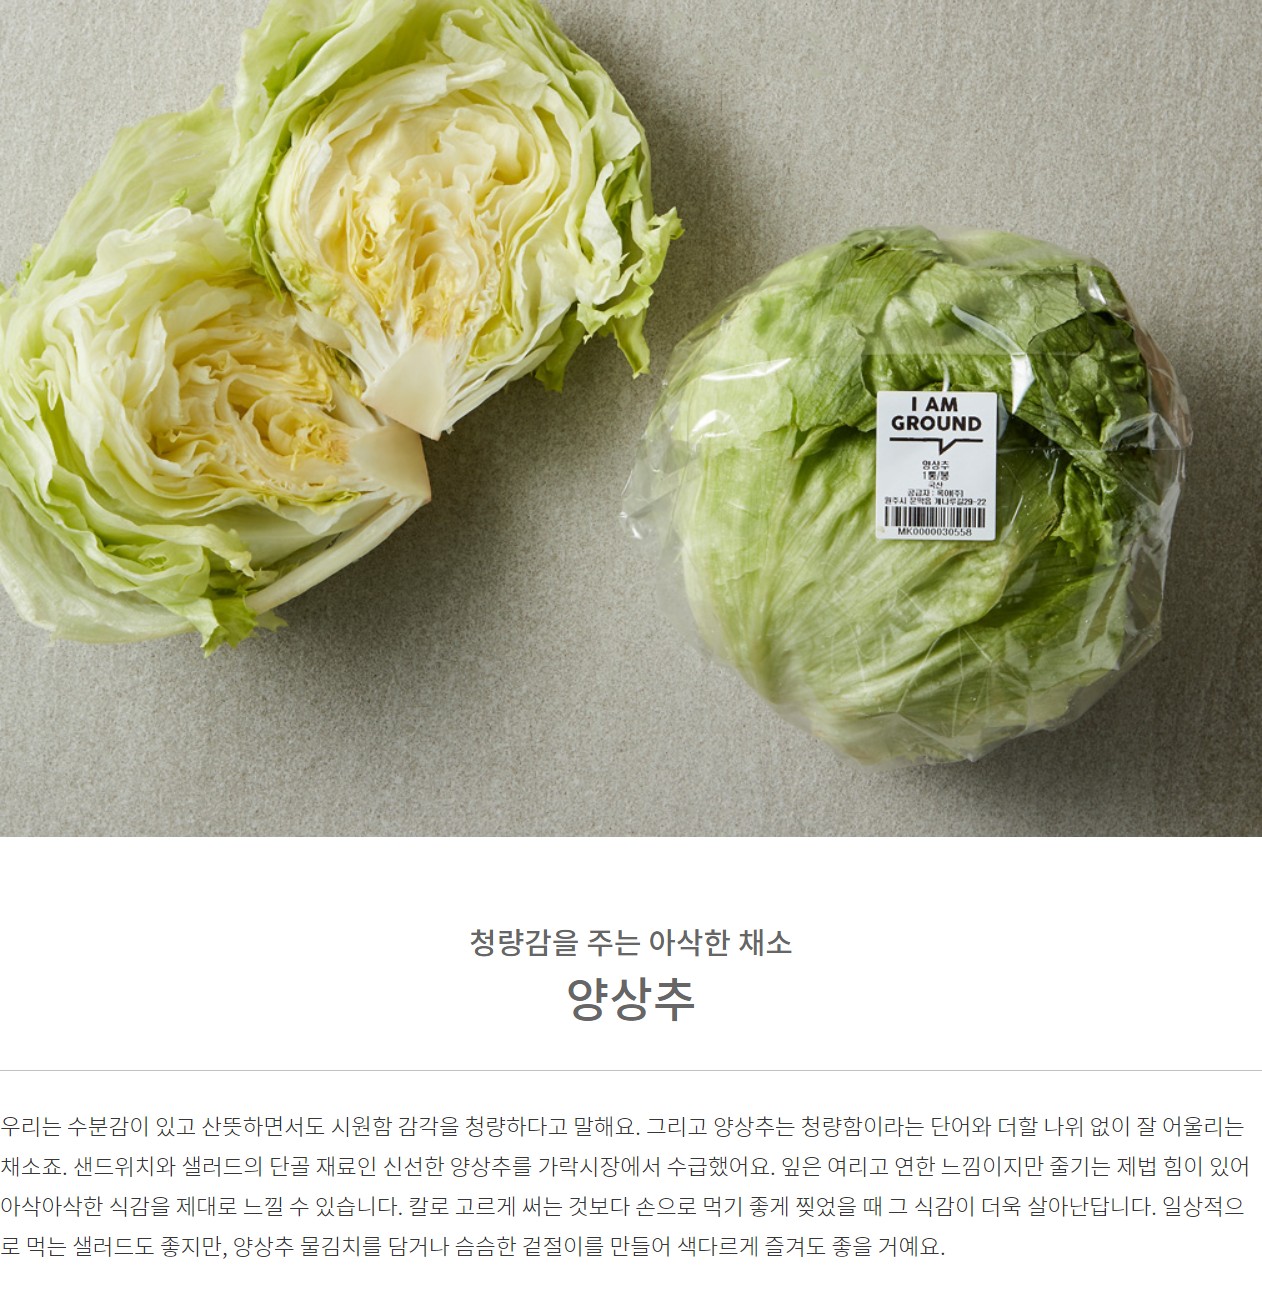 I AM
GROUND
양상추
1통/봉
국산
MK0000030558
청량감을 주는 아삭한 채소
양상추
우리는 수분감이 있고 산뜻하면서도 시원함 감각을 청량하다고 말해요. 그리고 양상추는 청량함이라는 단어와 더할 나위 없이 잘 어울리는
채소죠. 샌드위치와 샐러드의 단골 재료인 신선한 양상추를 가락시장에서 수급했어요. 잎은 여리고 연한 느낌이지만 줄기는 제법 힘이 있어
아삭아삭한 식감을 제대로 느낄 수 있습니다. 칼로 고르게 써는 것보다 손으로 먹기 좋게 찢었을 때 그 식감이 더욱 살아난답니다. 일상적으
로 먹는 샐러드도 좋지만, 양상추 물김치를 담거나 슴슴한 겉절이를 만들어 색다르게 즐겨도 좋을 거예요.